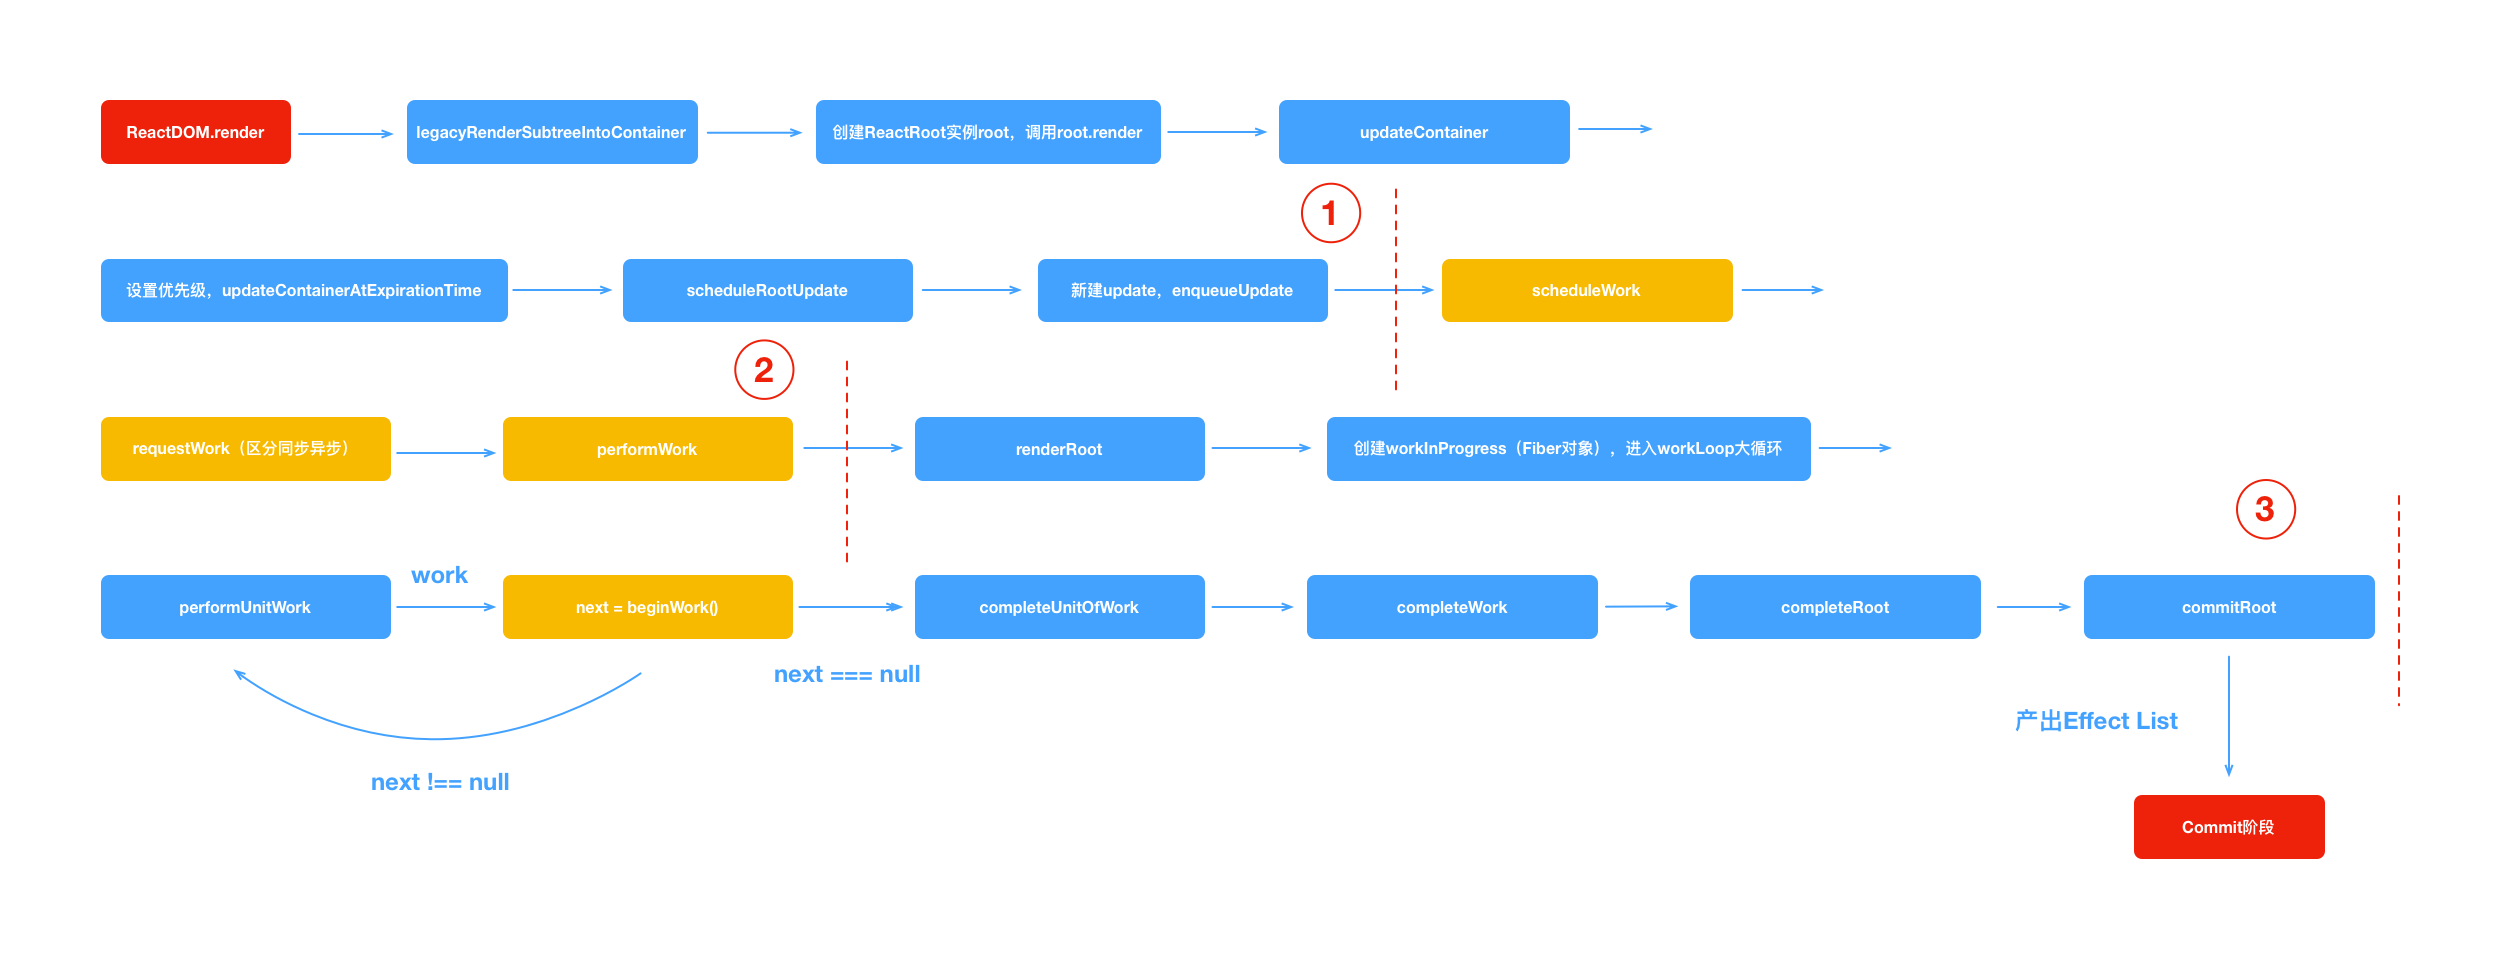 ReactDOM.render
legacyRenderSubtreeIntoContainer
创建ReactRoot实例root，调用root.render
updateContainer
1
设置优先级，updateContainerAtExpirationTime
scheduleRootUpdate
新建update，enqueueUpdate
scheduleWork
2
requestWork（区分同步异步）
performWork
renderRoot
创建workInProgress（Fiber对象），进入workLoop大循环
3
performUnitWork
work
next = beginWork()
completeUnitOfWork
completeWork
completeRoot
commitRoot
next === null
产出Effect List
next !== null
Commit阶段